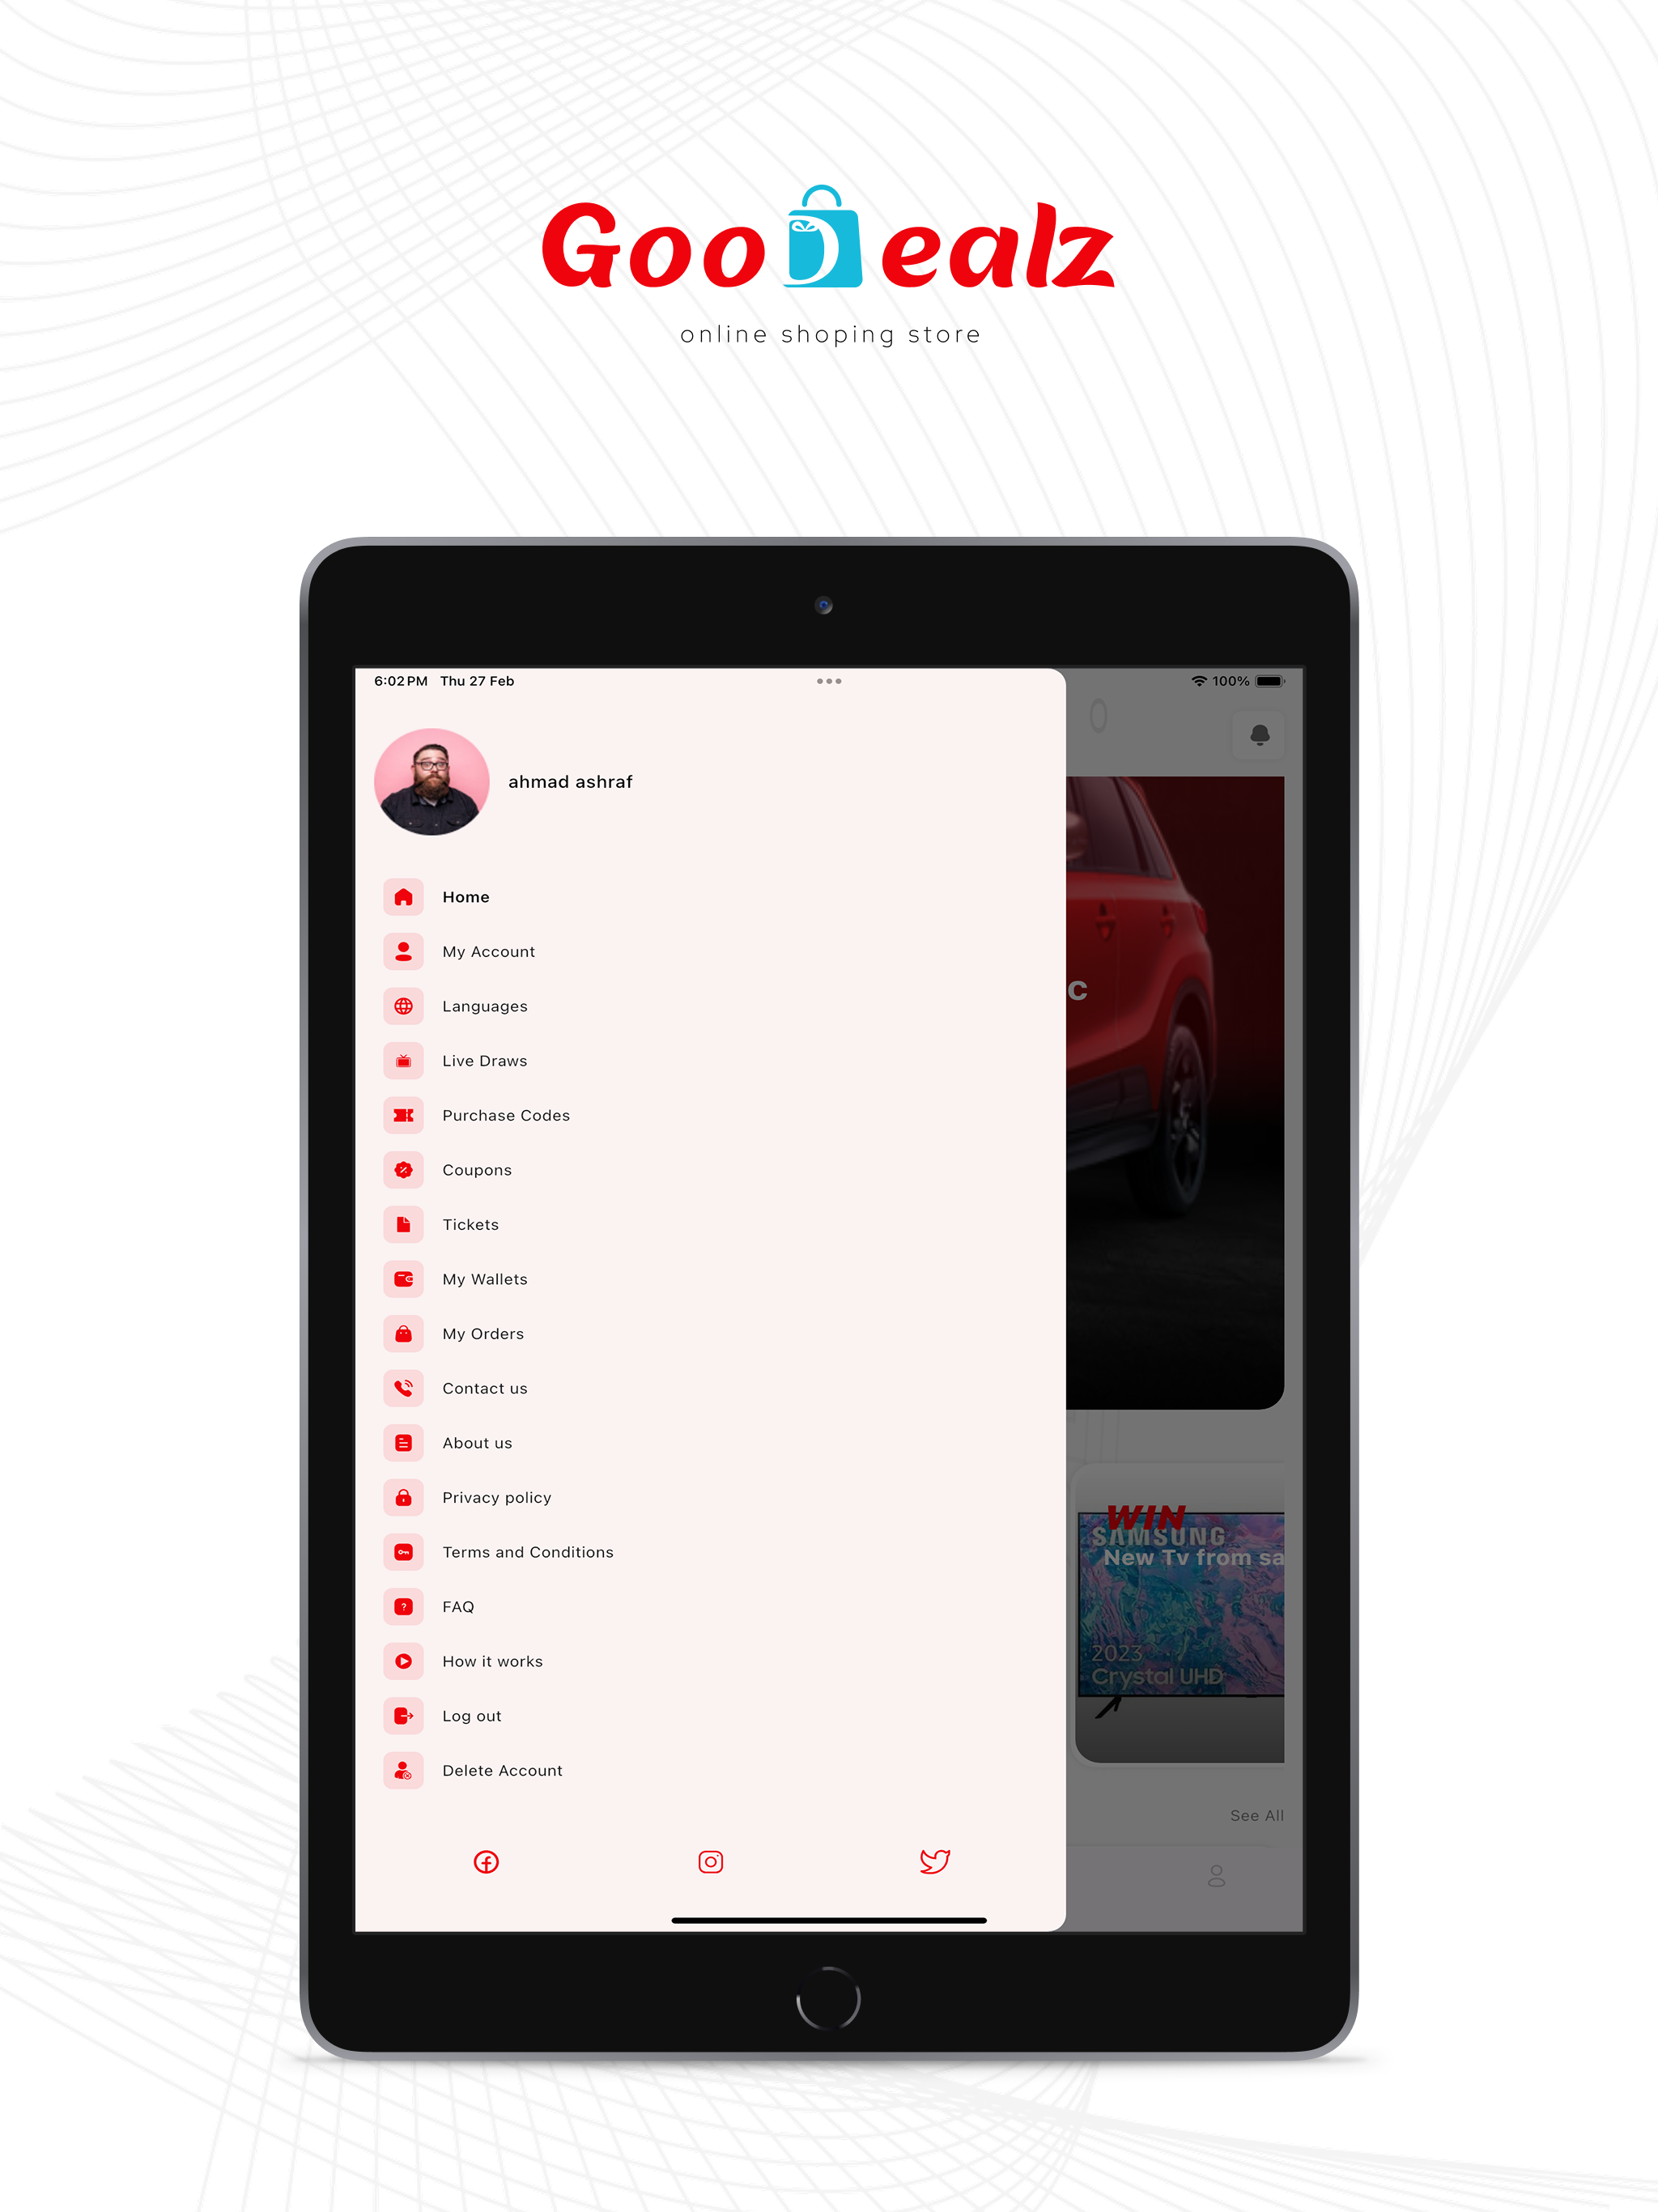 GooDealz
online shoping store
6:02 PM Thu 27 Feb
100%
ahmad ashraf
Home
My Account
Languages
Live Draws
Purchase Codes
Coupons
Tickets
My Wallets
My Orders
Contact us
About us
Privacy policy
Terms and Conditions
FAQ
How it works
Log out
Delete Account
c
WIN
SAMSUNG
New Tv from sa
2023
Crystal UHD
See All